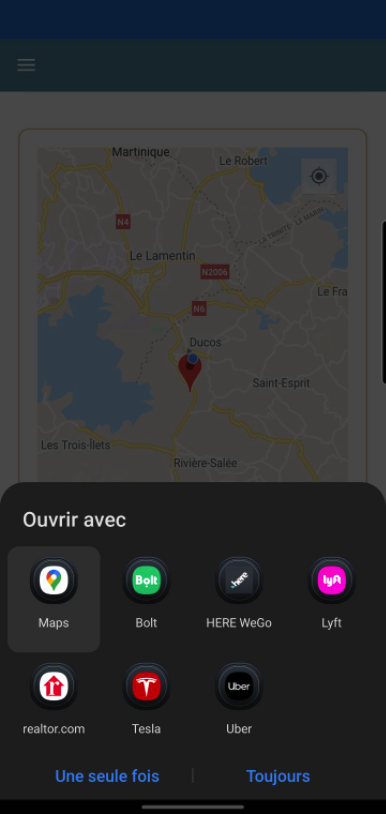 Martinique
Le Robert
N4
LA TRINITÉ - LE MARIN
Le Lamentin
N2006
Le Fra
N6
Ducos
Saint-Esprit
Les Trois-Îlets
Rivière-Salée
Ouvrir avec
Maps
Bolt
Bolt
HERE WeGo
here
Lyft
lyft
realtor.com
r
Tesla
Uber
Uber
Une seule fois
Toujours